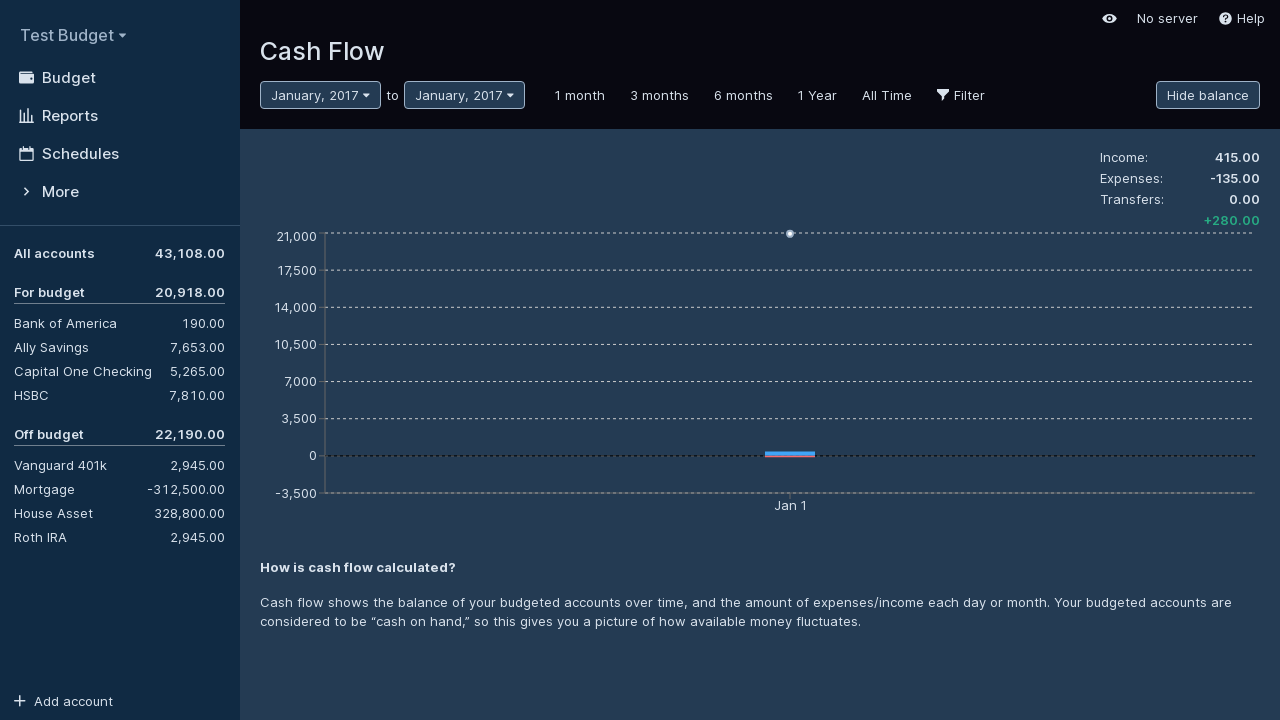 Test Budget
Budget
Reports
Schedules
More
All accounts 43,108.00
For budget 20,918.00
Bank of America 190.00
Ally Savings 7,653.00
Capital One Checking 5,265.00
HSBC 7,810.00
Off budget 22,190.00
Vanguard 401k 2,945.00
Mortgage -312,500.00
House Asset 328,800.00
Roth IRA 2,945.00
Add account
No server Help
Cash Flow
January, 2017 to January, 2017 1 month 3 months 6 months 1 Year All Time Filter Hide balance
Income: 415.00
Expenses: -135.00
Transfers: 0.00
+280.00
21,000
17,500
14,000
10,500
7,000
3,500
0
-3,500
Jan 1
How is cash flow calculated?
Cash flow shows the balance of your budgeted accounts over time, and the amount of expenses/income each day or month. Your budgeted accounts are
considered to be “cash on hand,” so this gives you a picture of how available money fluctuates.